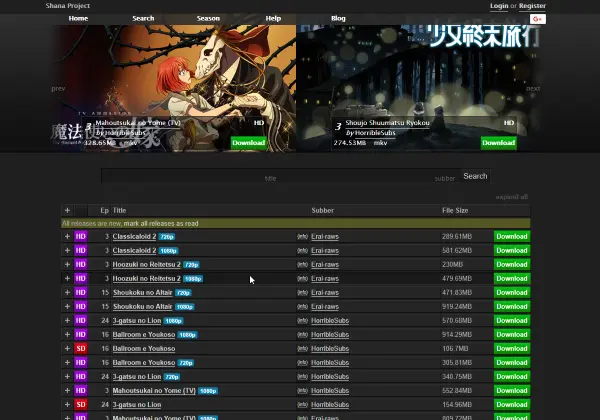 Shana Project
Login or Register
Home Search Season Help Blog
G+
少女終末旅行
prev
next
TV ANIMATION
魔法使
3 Mahoutsukai no Yome (TV) HD
by HorribleSubs
328.65MB mkv Download
3 Shoujo Shuumatsu Ryokou HD
by HorribleSubs
274.53MB mkv Download
title subber Search
expand all
+ Ep Title Subber File Size
All releases are new, mark all releases as read
+ HD 3 Classicaloid 2 720p (info) Erai-raws 289.61MB Download
+ HD 3 Classicaloid 2 1080p (info) Erai-raws 581.62MB Download
+ HD 3 Hoozuki no Reitetsu 2 720p (info) Erai-raws 230MB Download
+ HD 3 Hoozuki no Reitetsu 2 1080p (info) Erai-raws 479.69MB Download
+ HD 15 Shoukoku no Altair 720p (info) Erai-raws 471.83MB Download
+ HD 15 Shoukoku no Altair 1080p (info) Erai-raws 919.24MB Download
+ HD 24 3-gatsu no Lion 1080p (info) HorribleSubs 570.68MB Download
+ HD 16 Ballroom e Youkoso 1080p (info) HorribleSubs 914.29MB Download
+ SD 16 Ballroom e Youkoso (info) HorribleSubs 106.7MB Download
+ HD 16 Ballroom e Youkoso 720p (info) HorribleSubs 305.81MB Download
+ HD 24 3-gatsu no Lion 720p (info) HorribleSubs 340.75MB Download
+ HD 3 Mahoutsukai no Yome (TV) 1080p (info) HorribleSubs 552.84MB Download
+ SD 24 3-gatsu no Lion (info) HorribleSubs 154.96MB Download
+ HD 3 Mahoutsukai no Yome (TV) 1080p (info) HorribleSubs 809.72MB Download